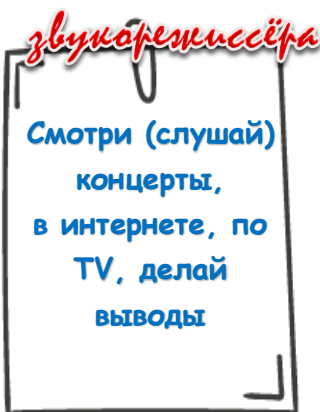 звукорежиссёра
Смотри (слушай)
концерты,
в интернете, по
TV, делай
выводы